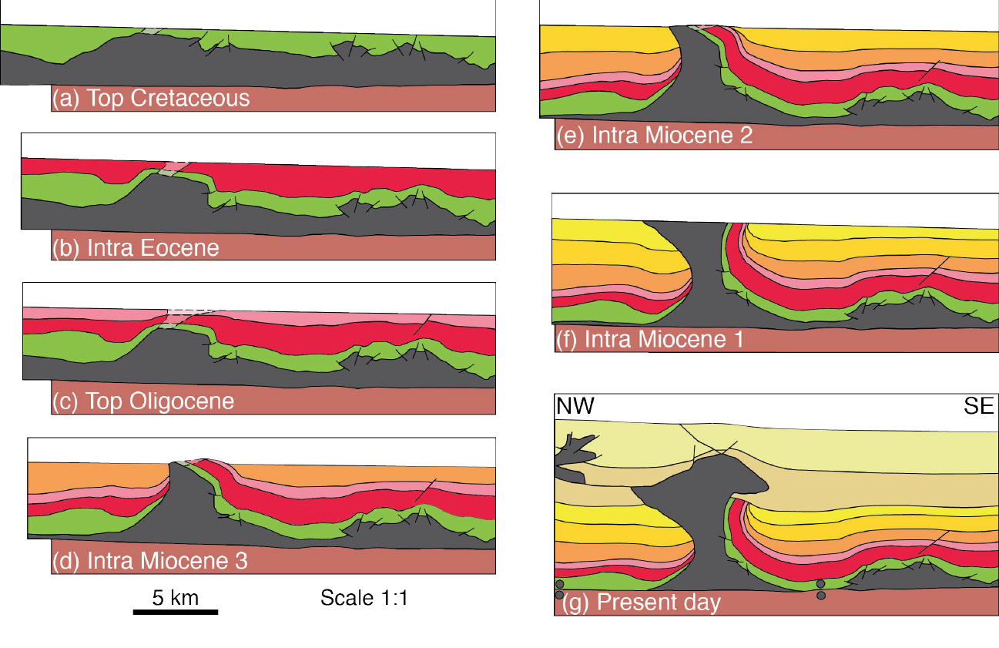 (a) Top Cretaceous
(b) Intra Eocene
(c) Top Oligocene
(d) Intra Miocene 3
5 km
Scale 1:1
(e) Intra Miocene 2
(f) Intra Miocene 1
NW
SE
(g) Present day